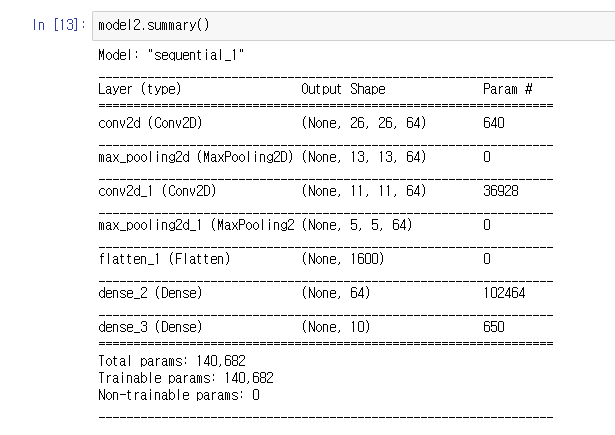 In [13]: model2.summary()
Model: "sequential_1"
_________________________________________________________________
Layer (type)                 Output Shape              Param #
=================================================================
conv2d (Conv2D)              (None, 26, 26, 64)        640
_________________________________________________________________
max_pooling2d (MaxPooling2D) (None, 13, 13, 64)        0
_________________________________________________________________
conv2d_1 (Conv2D)            (None, 11, 11, 64)        36928
_________________________________________________________________
max_pooling2d_1 (MaxPooling2 (None, 5, 5, 64)          0
_________________________________________________________________
flatten_1 (Flatten)          (None, 1600)              0
_________________________________________________________________
dense_2 (Dense)              (None, 64)                102464
_________________________________________________________________
dense_3 (Dense)              (None, 10)                650
=================================================================
Total params: 140,682
Trainable params: 140,682
Non-trainable params: 0
_________________________________________________________________